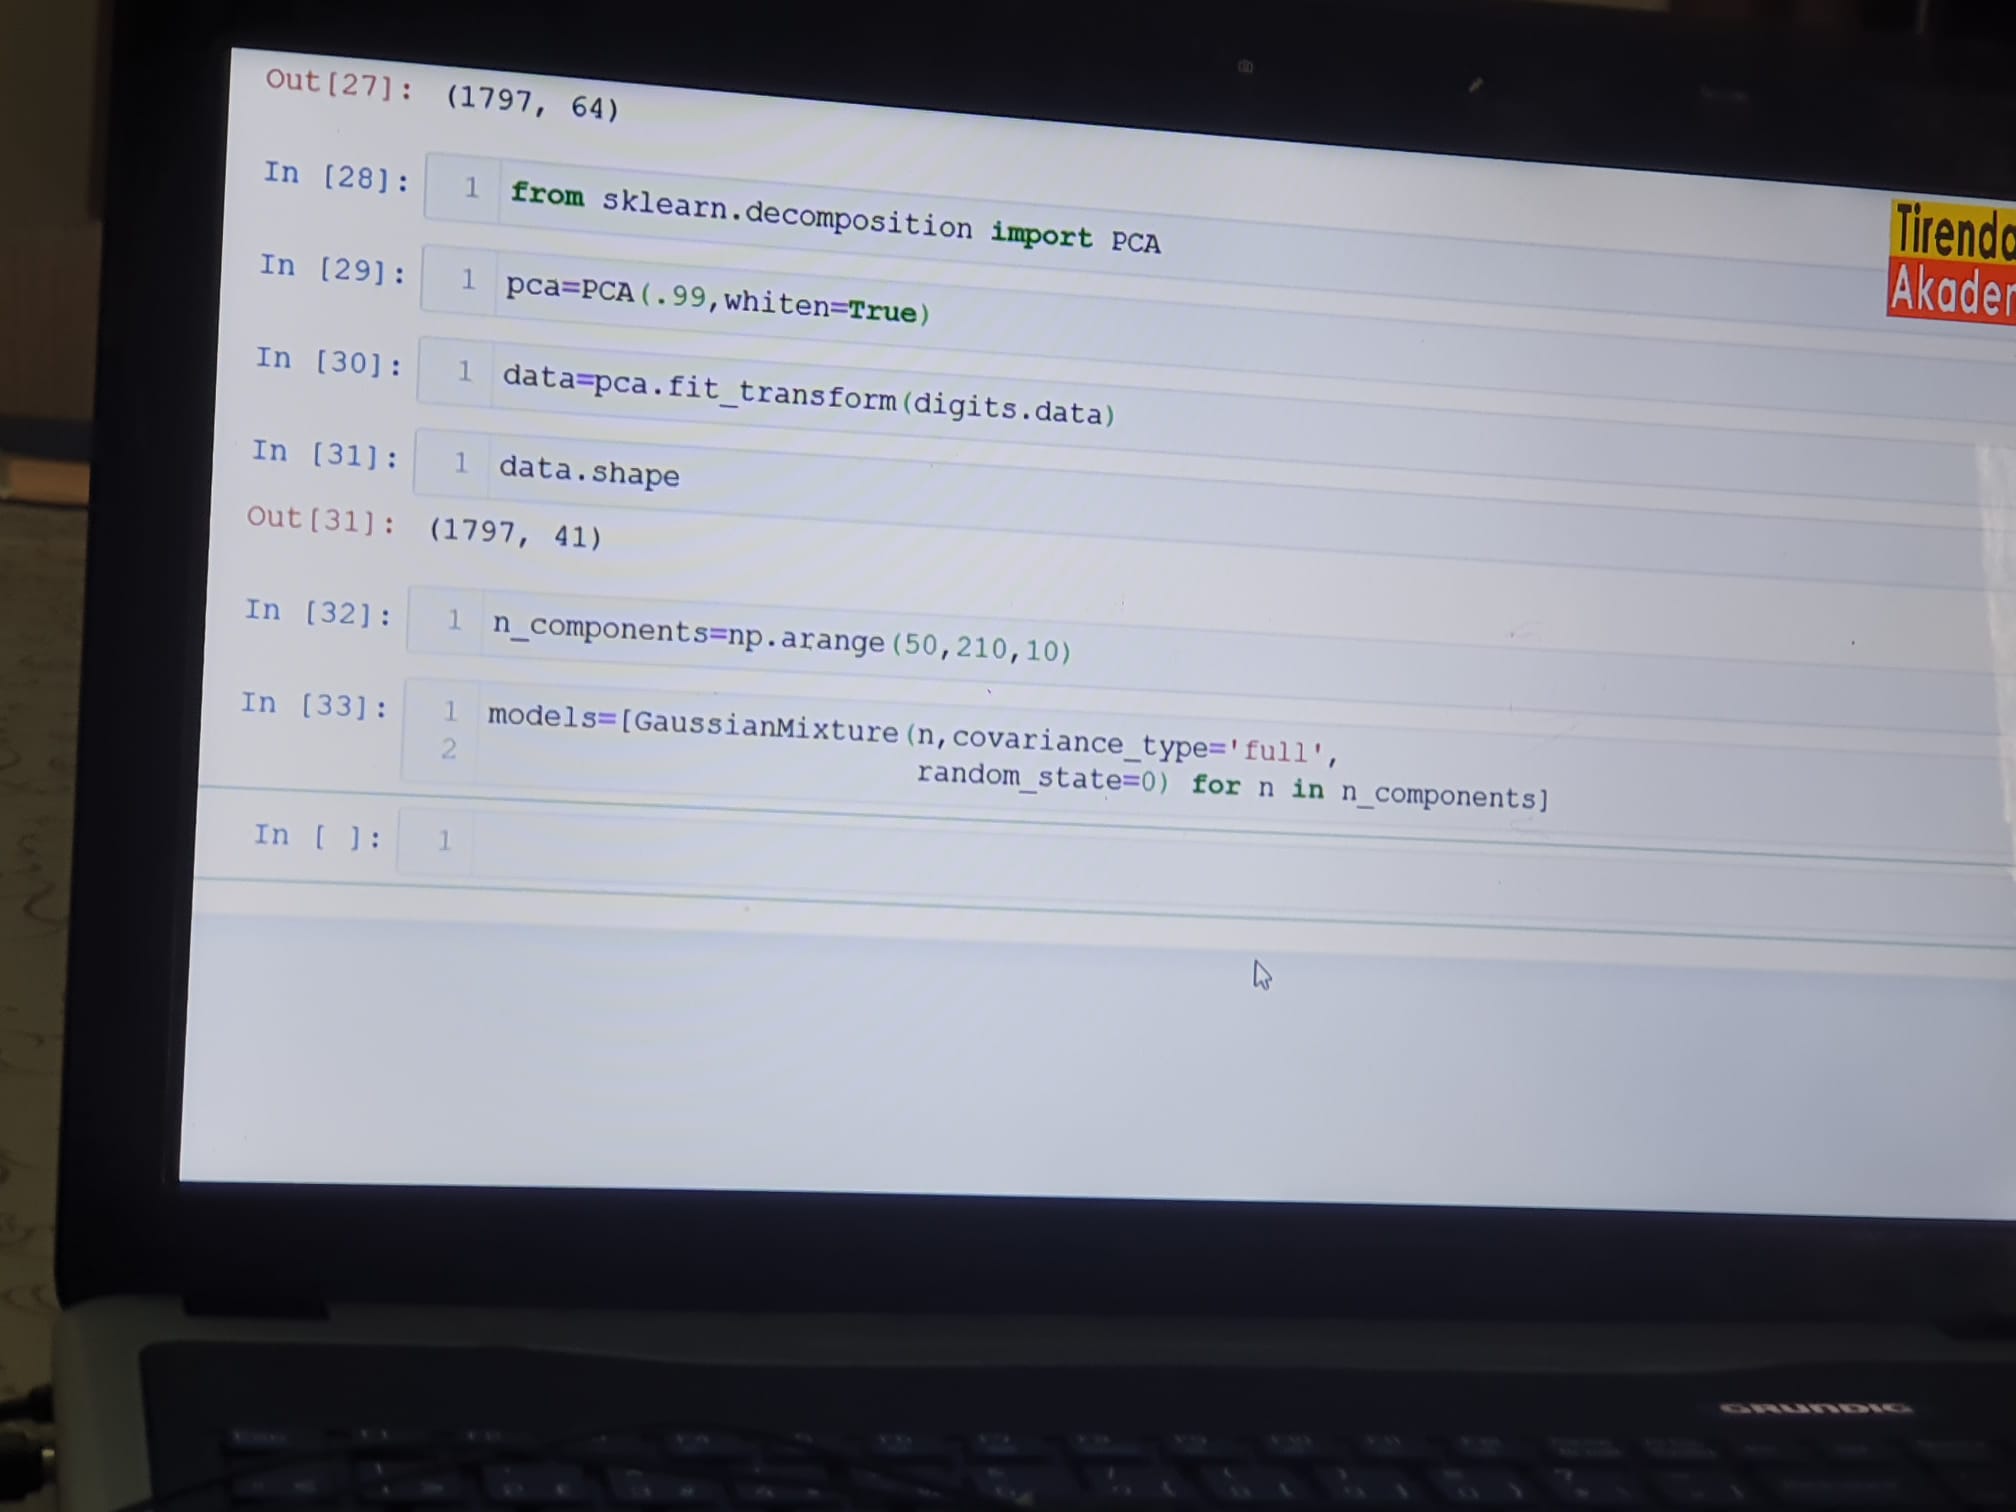 Out[27]: (1797, 64)
In [28]: 1 from sklearn.decomposition import PCA
In [29]: 1 pca=PCA(.99,whiten=True)
In [30]: 1 data=pca.fit_transform(digits.data)
In [31]: 1 data.shape
Out[31]: (1797, 41)
In [32]: 1 n_components=np.arange(50,210,10)
In [33]: 1 models=[GaussianMixture(n,covariance_type='full',
2 random_state=0) for n in n_components]
In [ ]: 1
Tirenda
Akadem
GRUNDIG